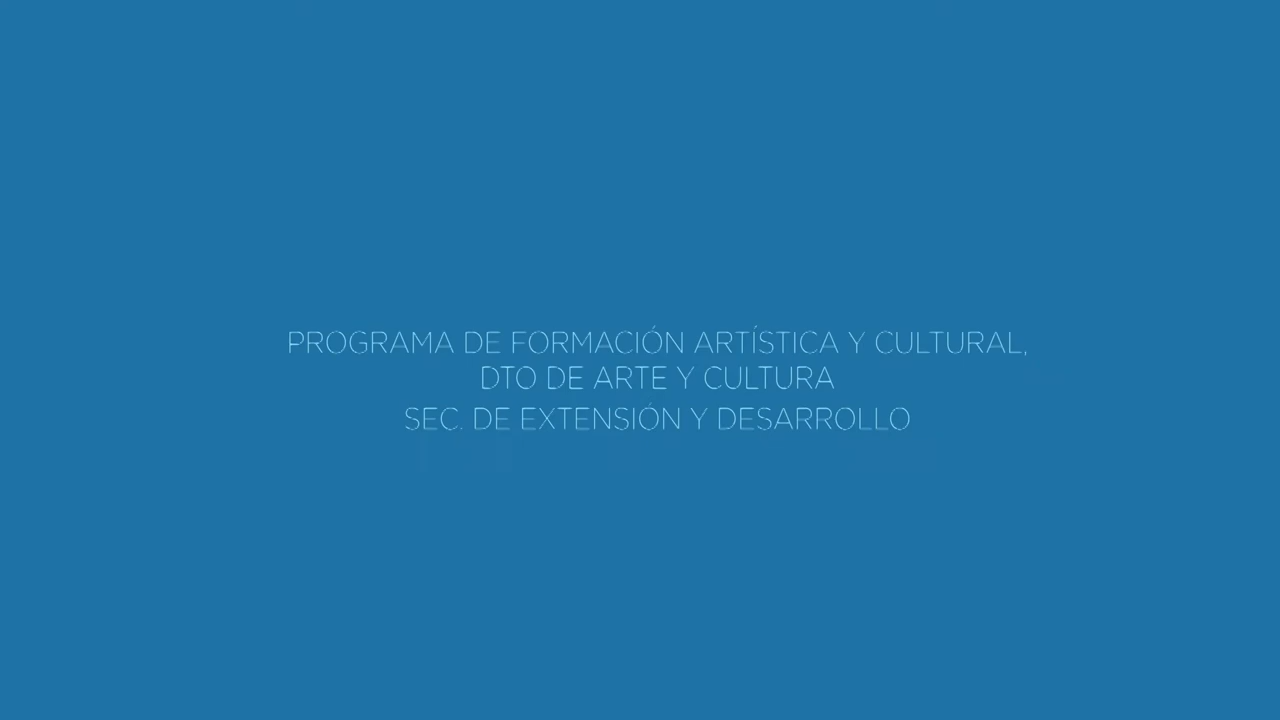 PROGRAMA DE FORMACIÓN ARTÍSTICA Y CULTURAL,
DTO DE ARTE Y CULTURA
SEC. DE EXTENSIÓN Y DESARROLLO